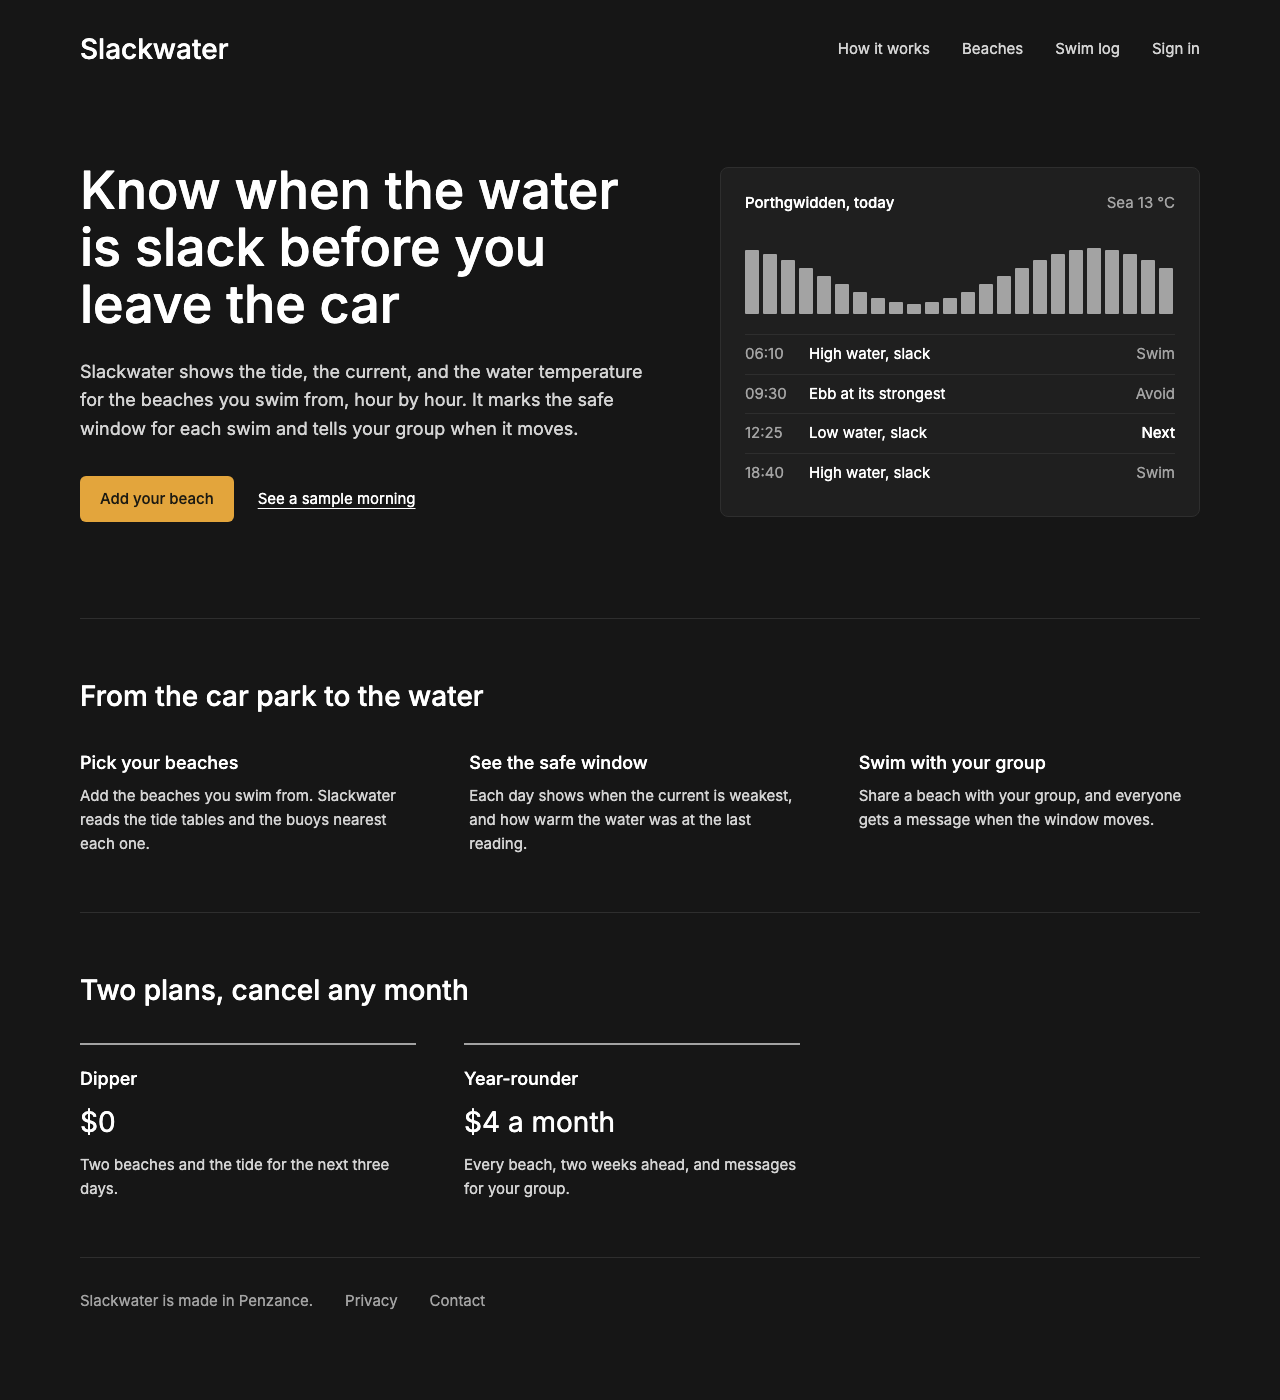 Slackwater
How it works
Beaches
Swim log
Sign in
Know when the water
is slack before you
leave the car
Slackwater shows the tide, the current, and the water temperature
for the beaches you swim from, hour by hour. It marks the safe
window for each swim and tells your group when it moves.
Add your beach
See a sample morning
Porthgwidden, today
Sea 13 °C
06:10 High water, slack Swim
09:30 Ebb at its strongest Avoid
12:25 Low water, slack Next
18:40 High water, slack Swim
From the car park to the water
Pick your beaches
Add the beaches you swim from. Slackwater
reads the tide tables and the buoys nearest
each one.
See the safe window
Each day shows when the current is weakest,
and how warm the water was at the last
reading.
Swim with your group
Share a beach with your group, and everyone
gets a message when the window moves.
Two plans, cancel any month
Dipper
$0
Two beaches and the tide for the next three
days.
Year-rounder
$4 a month
Every beach, two weeks ahead, and messages
for your group.
Slackwater is made in Penzance.
Privacy
Contact